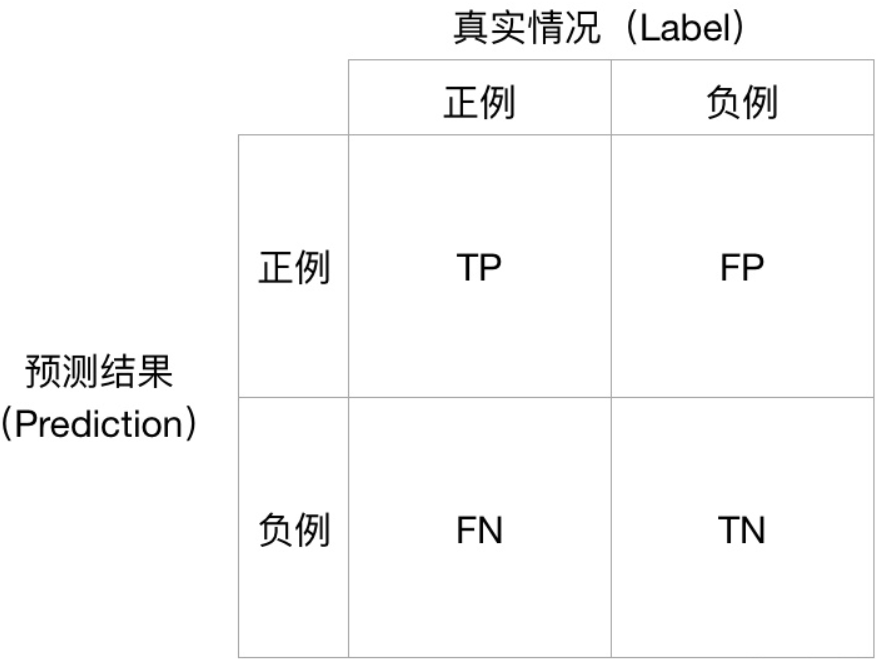 真实情况（Label）
正例 负例
正例 TP FP
预测结果
（Prediction）
负例 FN TN